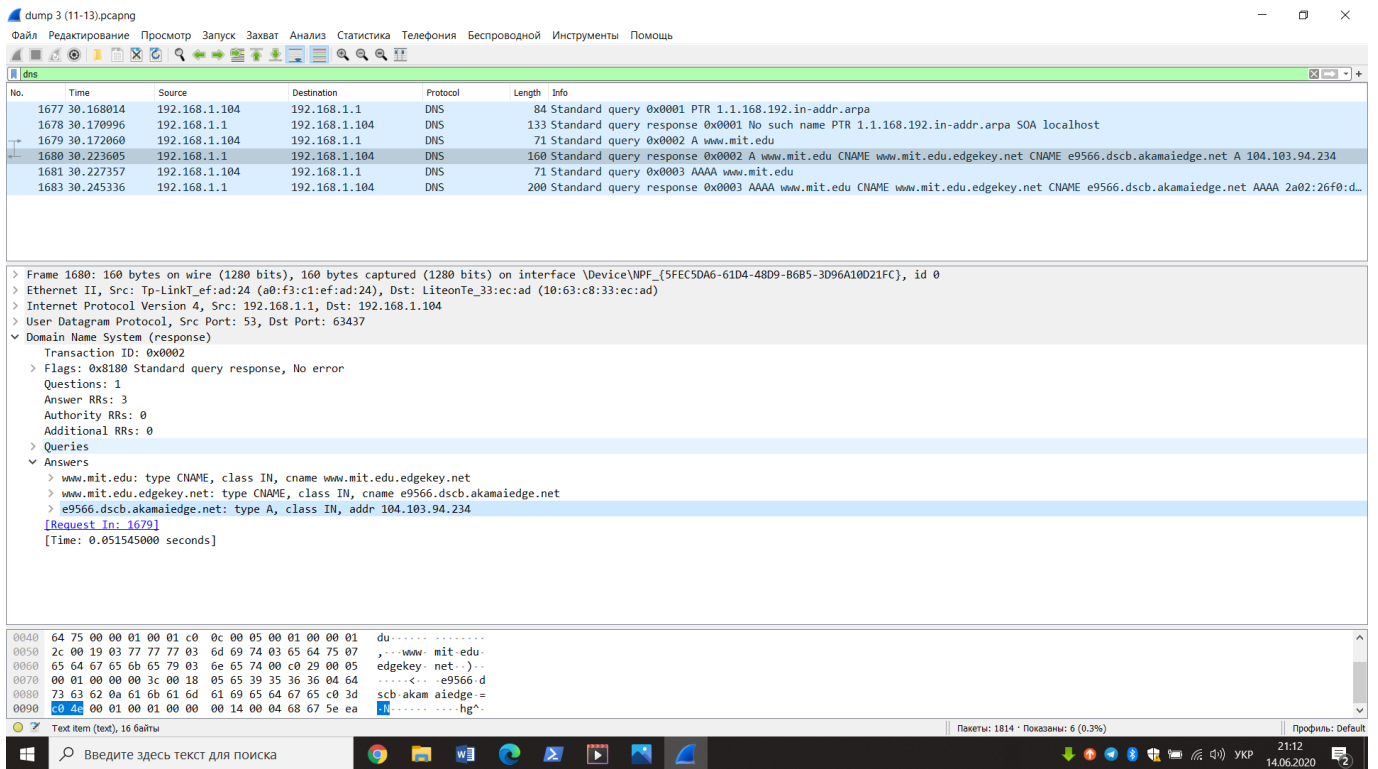 dump 3 (11-13).pcapng
Файл Редактирование Просмотр Запуск Захват Анализ Статистика Телефония Беспроводной Инструменты Помощь
dns
No. Time Source Destination Protocol Length Info
1677 30.168014 192.168.1.104 192.168.1.1 DNS 84 Standard query 0x0001 PTR 1.1.168.192.in-addr.arpa
1678 30.170996 192.168.1.1 192.168.1.104 DNS 133 Standard query response 0x0001 No such name PTR 1.1.168.192.in-addr.arpa SOA localhost
1679 30.172060 192.168.1.104 192.168.1.1 DNS 71 Standard query 0x0002 A www.mit.edu
1680 30.223605 192.168.1.1 192.168.1.104 DNS 160 Standard query response 0x0002 A www.mit.edu CNAME www.mit.edu.edgekey.net CNAME e9566.dscb.akamaiedge.net A 104.103.94.234
1681 30.227357 192.168.1.104 192.168.1.1 DNS 71 Standard query 0x0003 AAAA www.mit.edu
1683 30.245336 192.168.1.1 192.168.1.104 DNS 200 Standard query response 0x0003 AAAA www.mit.edu CNAME www.mit.edu.edgekey.net CNAME e9566.dscb.akamaiedge.net AAAA 2a02:26f0:d…
> Frame 1680: 160 bytes on wire (1280 bits), 160 bytes captured (1280 bits) on interface \Device\NPF_{5FEC5DA6-61D4-48D9-B6B5-3D96A10D21FC}, id 0
> Ethernet II, Src: Tp-LinkT_ef:ad:24 (a0:f3:c1:ef:ad:24), Dst: LiteonTe_33:ec:ad (10:63:c8:33:ec:ad)
> Internet Protocol Version 4, Src: 192.168.1.1, Dst: 192.168.1.104
> User Datagram Protocol, Src Port: 53, Dst Port: 63437
Domain Name System (response)
Transaction ID: 0x0002
> Flags: 0x8180 Standard query response, No error
Questions: 1
Answer RRs: 3
Authority RRs: 0
Additional RRs: 0
> Queries
Answers
> www.mit.edu: type CNAME, class IN, cname www.mit.edu.edgekey.net
> www.mit.edu.edgekey.net: type CNAME, class IN, cname e9566.dscb.akamaiedge.net
> e9566.dscb.akamaiedge.net: type A, class IN, addr 104.103.94.234
[Request In: 1679]
[Time: 0.051545000 seconds]
0040 64 75 00 00 01 00 01 c0 0c 00 05 00 01 00 00 01 du······ ········
0050 2c 00 19 03 77 77 77 03 6d 69 74 03 65 64 75 07 ,···www· mit·edu·
0060 65 64 67 65 6b 65 79 03 6e 65 74 00 c0 29 00 05 edgekey· net··)··
0070 00 01 00 00 00 3c 00 18 05 65 39 35 36 36 04 64 ·····<·· ·e9566·d
0080 73 63 62 0a 61 6b 61 6d 61 69 65 64 67 65 c0 3d scb·akam aiedge·=
0090 c0 4e 00 01 00 01 00 00 00 14 00 04 68 67 5e ea ·N······ ····hg^·
Text item (text), 16 байты Пакеты: 1814 · Показаны: 6 (0.3%) Профиль: Default
Введите здесь текст для поиска
УКР
21:12
14.06.2020
2